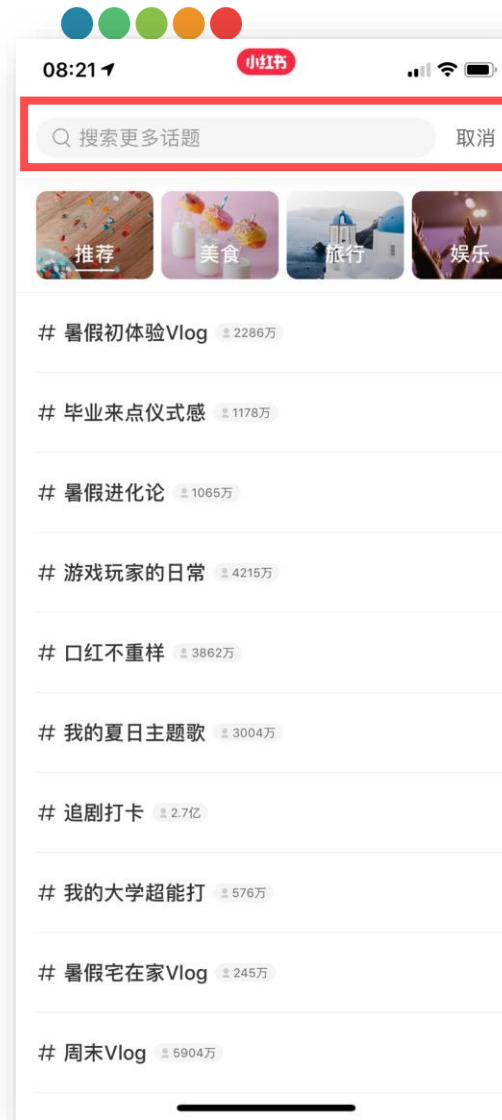 08:21
小红书
搜索更多话题 取消
推荐 美食 旅行 娱乐
# 暑假初体验Vlog 2286万
# 毕业来点仪式感 1178万
# 暑假进化论 1065万
# 游戏玩家的日常 4215万
# 口红不重样 3862万
# 我的夏日主题歌 3004万
# 追剧打卡 2.7亿
# 我的大学超能打 576万
# 暑假宅在家Vlog 245万
# 周末Vlog 5904万